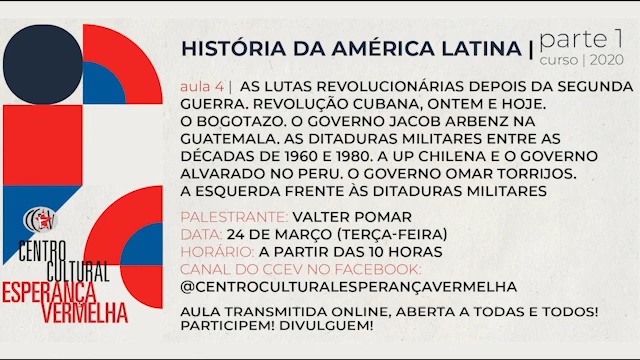 HISTÓRIA DA AMÉRICA LATINA | parte 1
curso | 2020
aula 4 | AS LUTAS REVOLUCIONÁRIAS DEPOIS DA SEGUNDA
GUERRA. REVOLUÇÃO CUBANA, ONTEM E HOJE.
O BOGOTAZO. O GOVERNO JACOB ARBENZ NA
GUATEMALA. AS DITADURAS MILITARES ENTRE AS
DÉCADAS DE 1960 E 1980. A UP CHILENA E O GOVERNO
ALVARADO NO PERU. O GOVERNO OMAR TORRIJOS.
A ESQUERDA FRENTE ÀS DITADURAS MILITARES
PALESTRANTE: VALTER POMAR
DATA: 24 DE MARÇO (TERÇA-FEIRA)
HORÁRIO: A PARTIR DAS 10 HORAS
CANAL DO CCEV NO FACEBOOK:
@CENTROCULTURALESPERANÇAVERMELHA
AULA TRANSMITIDA ONLINE, ABERTA A TODAS E TODOS!
PARTICIPEM! DIVULGUEM!
CENTRO
CULTURAL
ESPERANÇA
VERMELHA